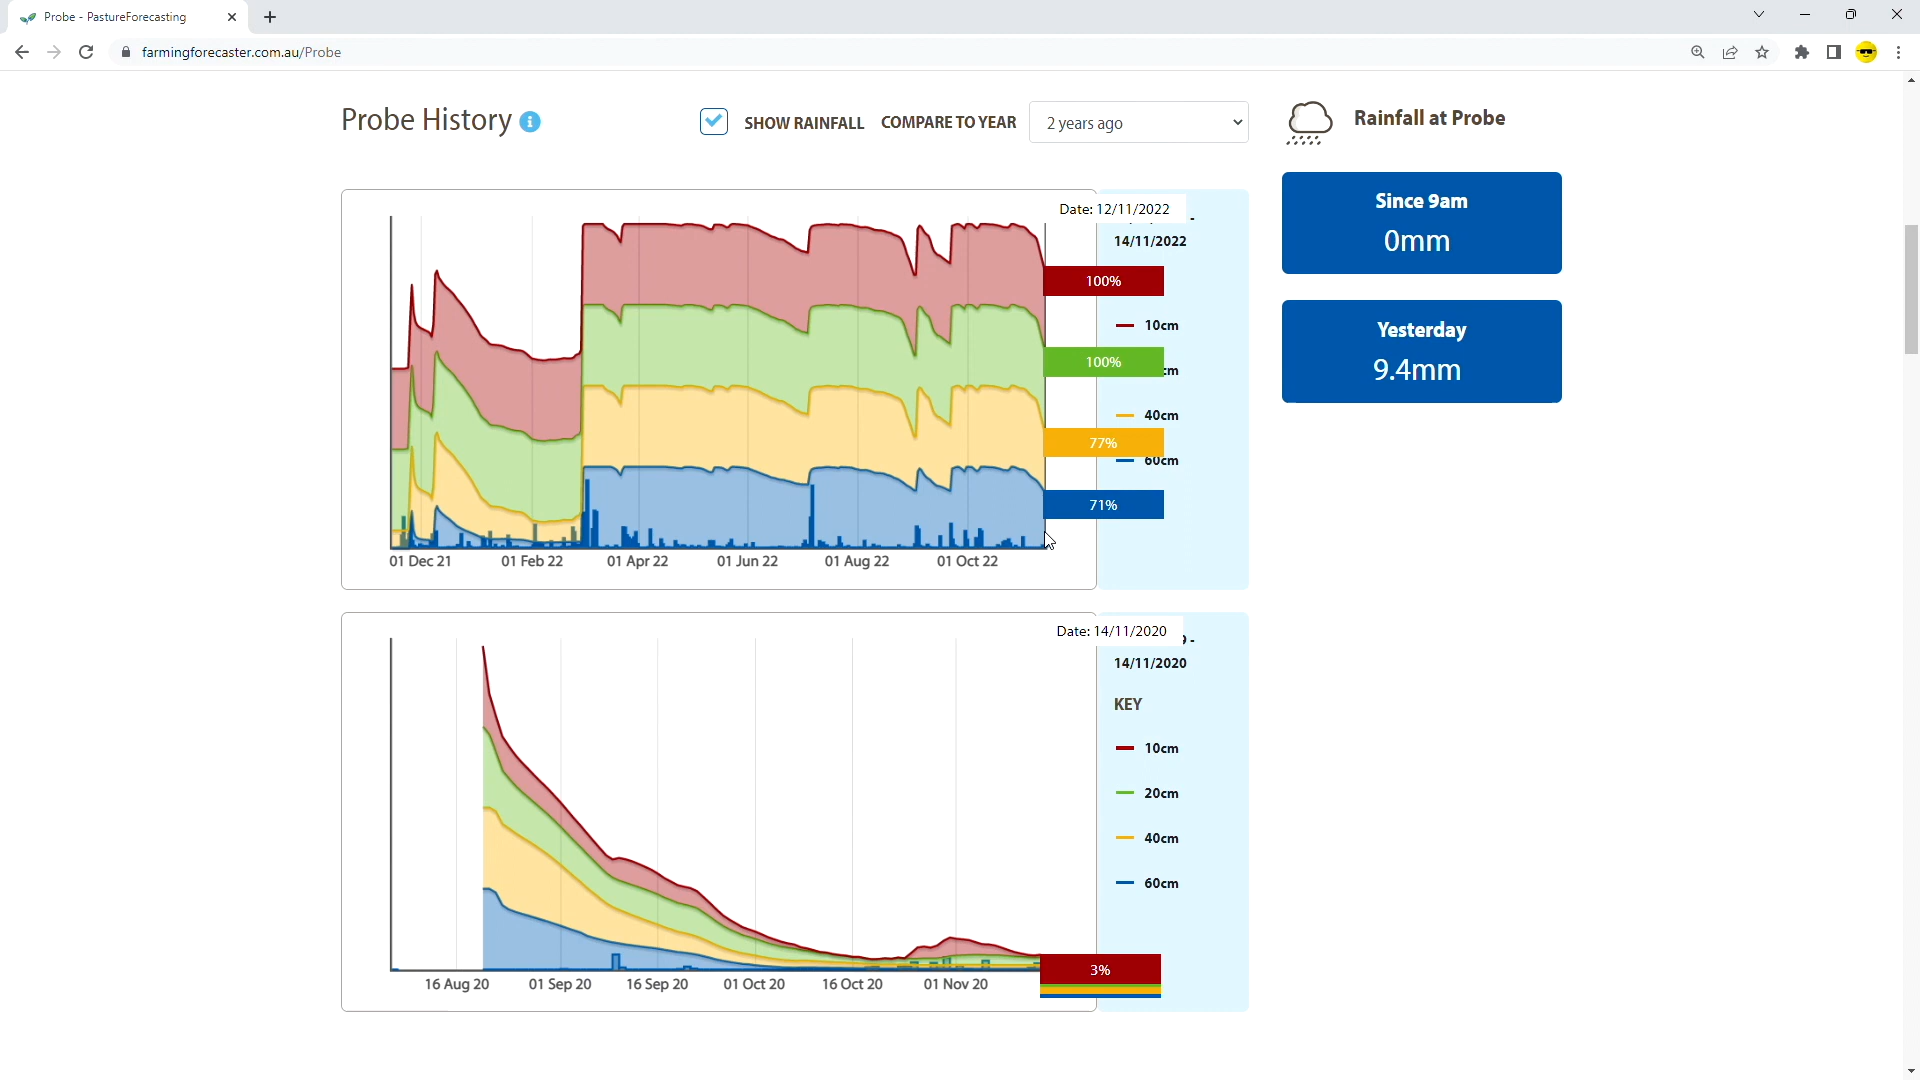 Probe - PastureForecasting
farmingforecaster.com.au/Probe
Probe History
SHOW RAINFALL
COMPARE TO YEAR
2 years ago
Rainfall at Probe
Since 9am
0mm
Yesterday
9.4mm
Date: 12/11/2022
-
14/11/2022
100%
10cm
100%
cm
40cm
77%
60cm
71%
01 Dec 21
01 Feb 22
01 Apr 22
01 Jun 22
01 Aug 22
01 Oct 22
Date: 14/11/2020
-
14/11/2020
KEY
10cm
20cm
40cm
60cm
3%
16 Aug 20
01 Sep 20
16 Sep 20
01 Oct 20
16 Oct 20
01 Nov 20